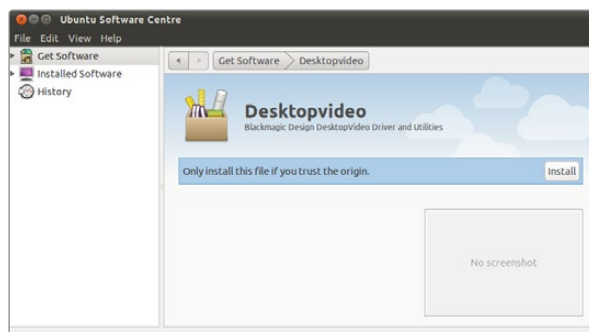 Ubuntu Software Centre
File Edit View Help
Get Software
Installed Software
History
Get Software Desktopvideo
Desktopvideo
Blackmagic Design DesktopVideo Driver and Utilities
Only install this file if you trust the origin. Install
No screenshot